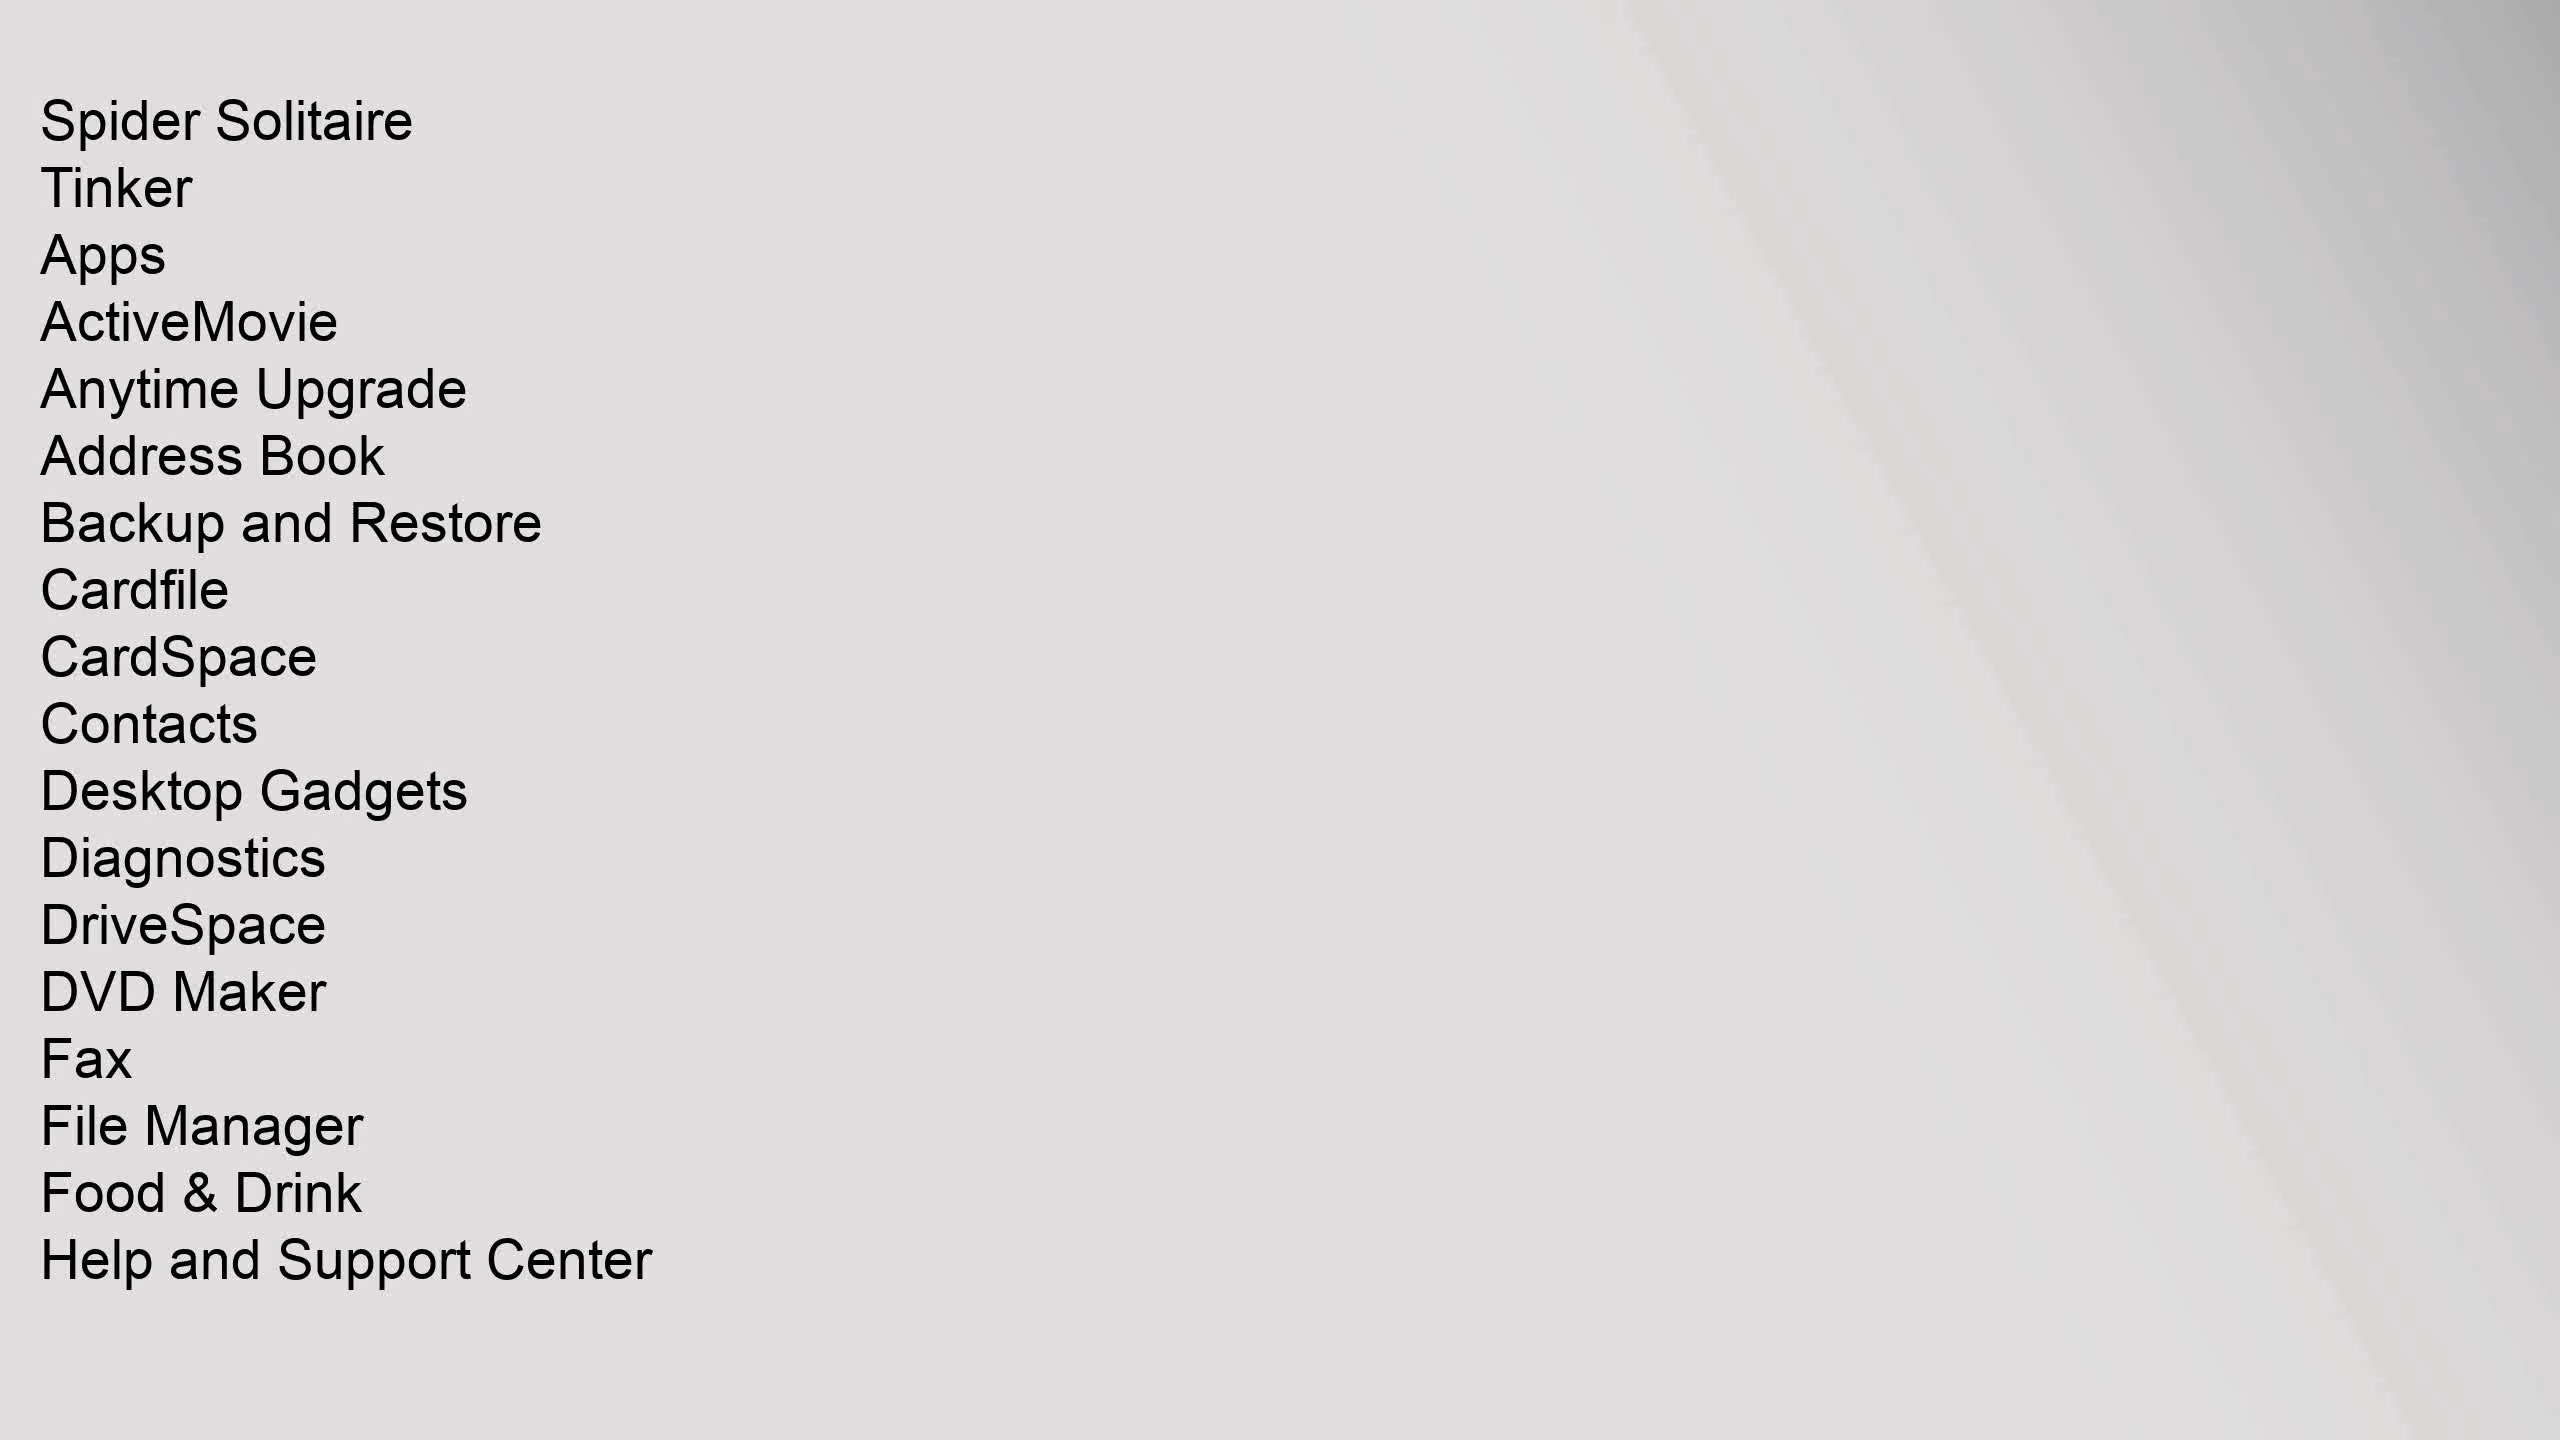 Spider Solitaire
Tinker
Apps
ActiveMovie
Anytime Upgrade
Address Book
Backup and Restore
Cardfile
CardSpace
Contacts
Desktop Gadgets
Diagnostics
DriveSpace
DVD Maker
Fax
File Manager
Food & Drink
Help and Support Center